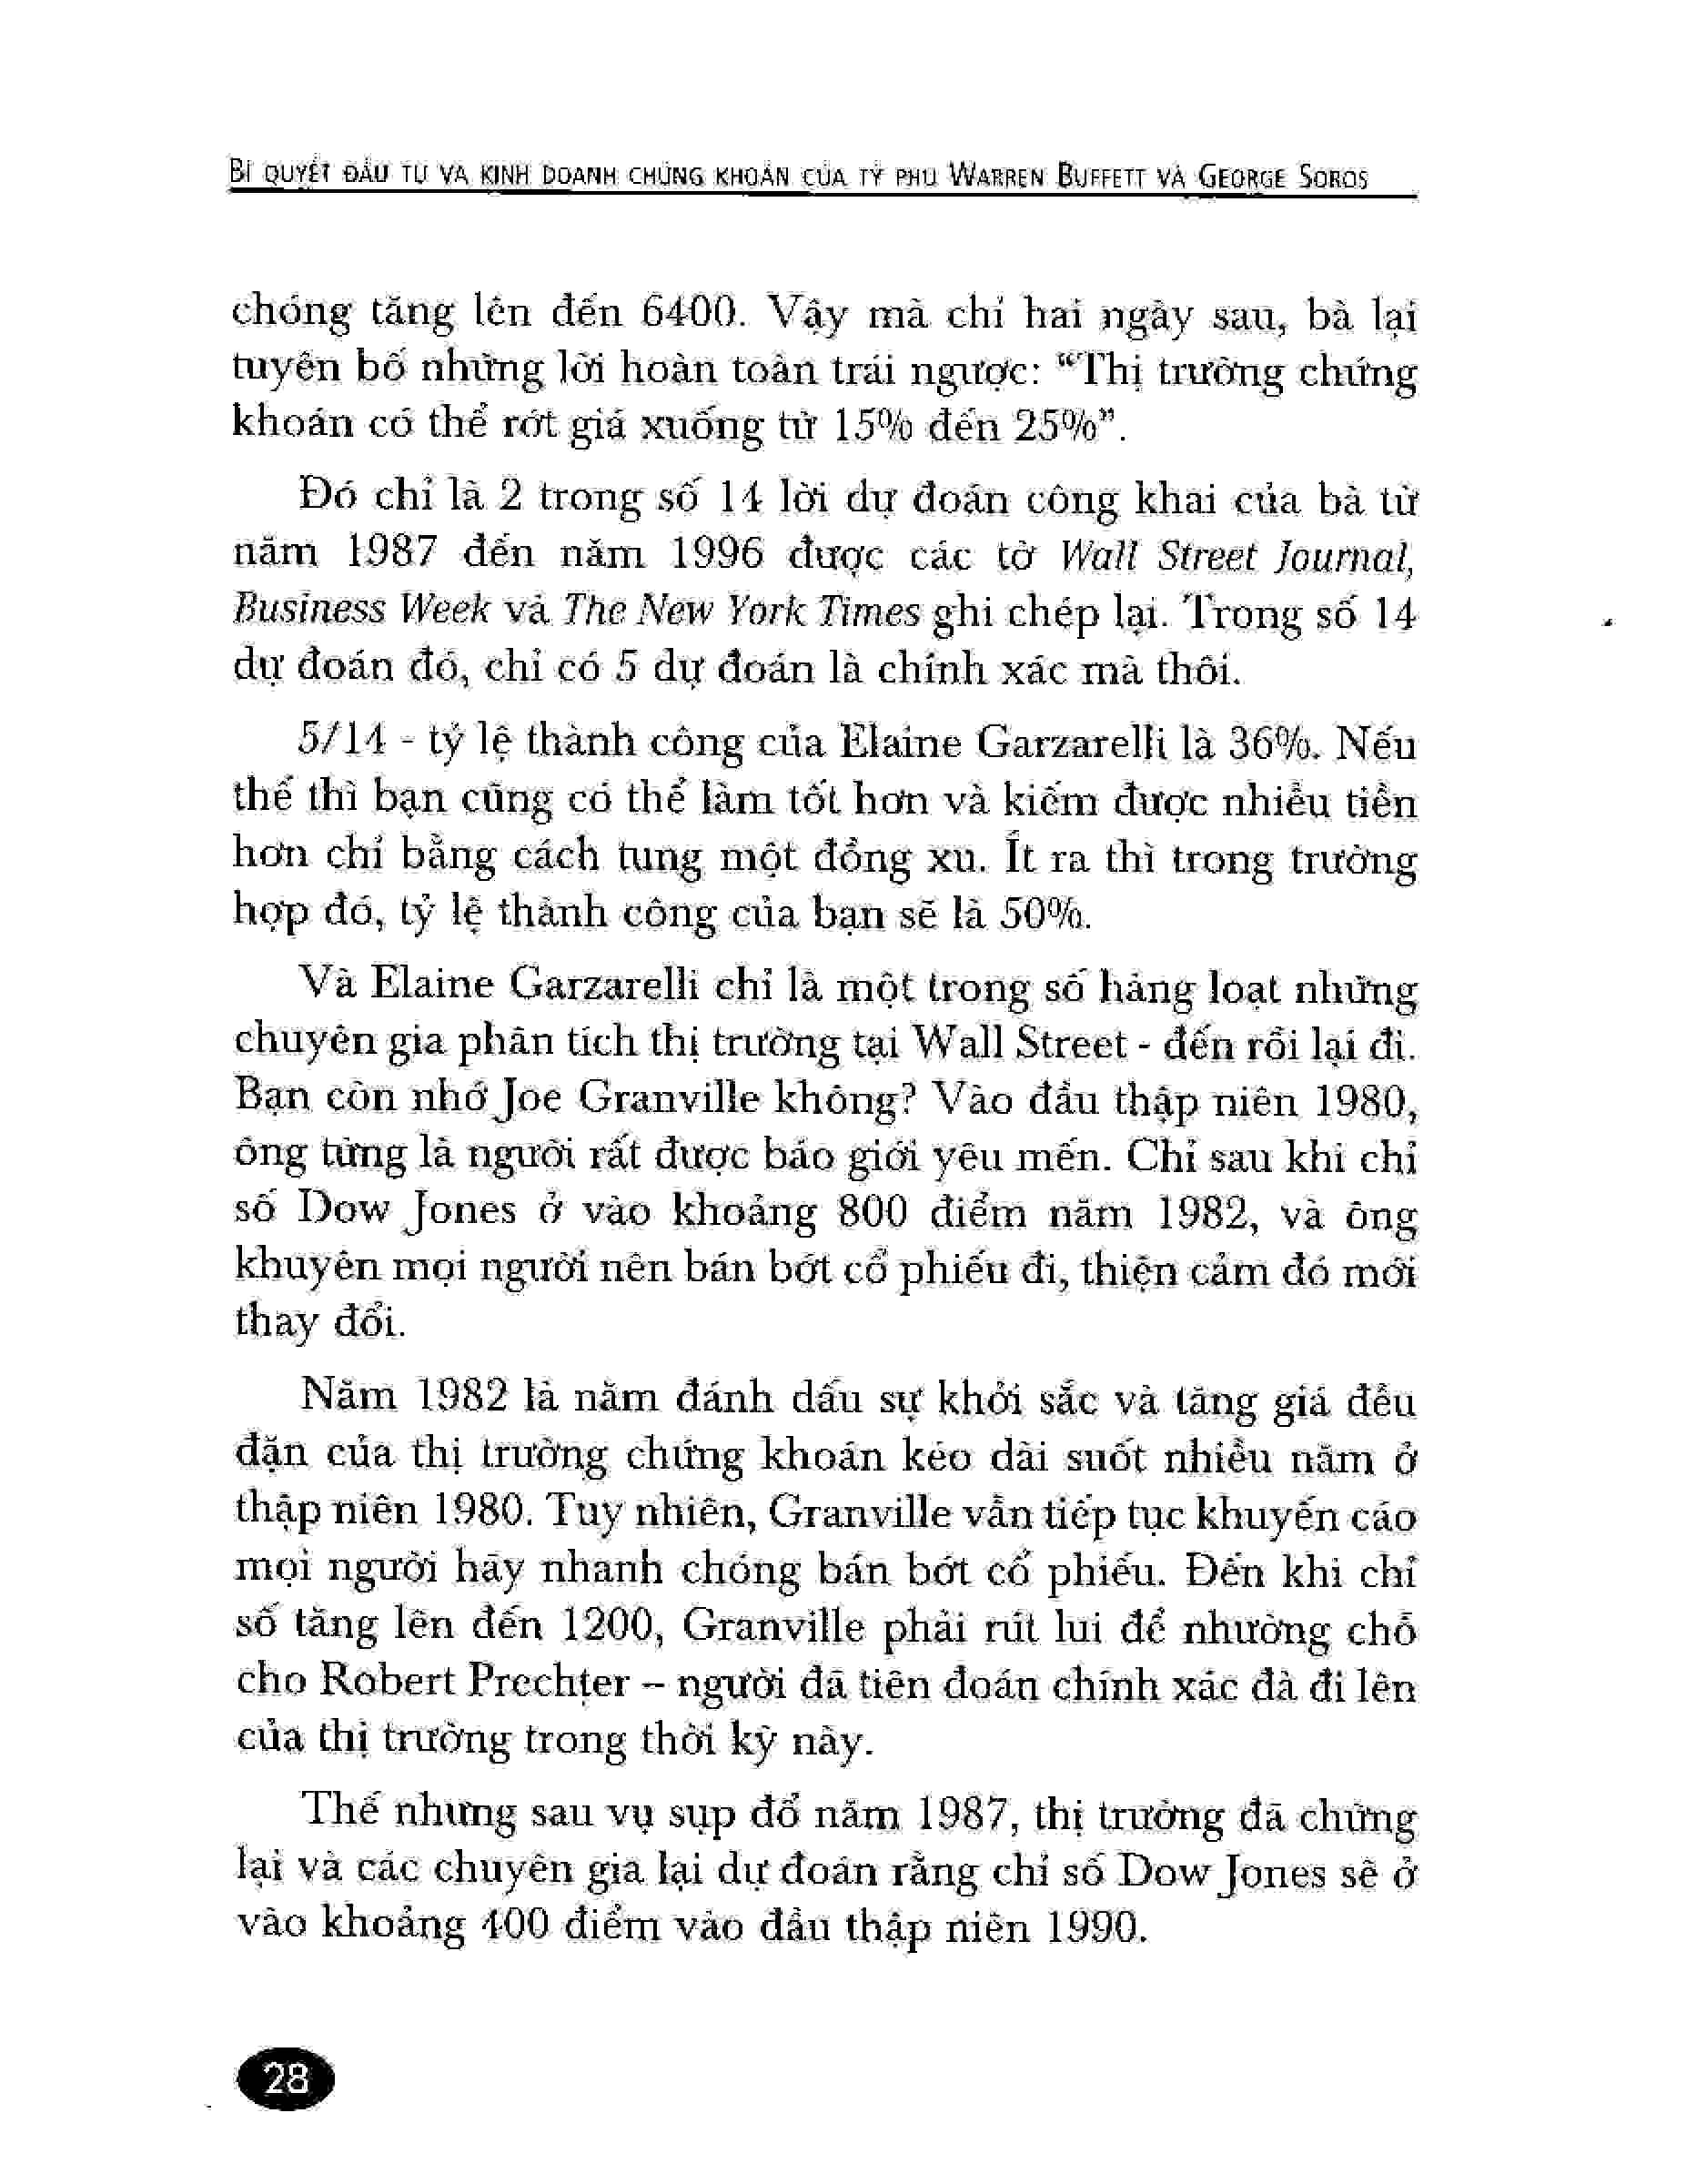 BÍ QUYẾT ĐẦU TƯ VÀ KINH DOANH CHỨNG KHOÁN CỦA TỶ PHÚ WARREN BUFFETT VÀ GEORGE SOROS
chóng tăng lên đến 6400. Vậy mà chỉ hai ngày sau, bà lại
tuyên bố những lời hoàn toàn trái ngược: “Thị trường chứng
khoán có thể rớt giá xuống từ 15% đến 25%”.
Đó chỉ là 2 trong số 14 lời dự đoán công khai của bà từ
năm 1987 đến năm 1996 được các tờ Wall Street Journal,
Business Week và The New York Times ghi chép lại. Trong số 14
dự đoán đó, chỉ có 5 dự đoán là chính xác mà thôi.
5/14 - tỷ lệ thành công của Elaine Garzarelli là 36%. Nếu
thế thì bạn cũng có thể làm tốt hơn và kiếm được nhiều tiền
hơn chỉ bằng cách tung một đồng xu. Ít ra thì trong trường
hợp đó, tỷ lệ thành công của bạn sẽ là 50%.
Và Elaine Garzarelli chỉ là một trong số hàng loạt những
chuyên gia phân tích thị trường tại Wall Street - đến rồi lại đi.
Bạn còn nhớ Joe Granville không? Vào đầu thập niên 1980,
ông từng là người rất được báo giới yêu mến. Chỉ sau khi chỉ
số Dow Jones ở vào khoảng 800 điểm năm 1982, và ông
khuyên mọi người nên bán bớt cổ phiếu đi, thiện cảm đó mới
thay đổi.
Năm 1982 là năm đánh dấu sự khởi sắc và tăng giá đều
đặn của thị trường chứng khoán kéo dài suốt nhiều năm ở
thập niên 1980. Tuy nhiên, Granville vẫn tiếp tục khuyến cáo
mọi người hãy nhanh chóng bán bớt cổ phiếu. Đến khi chỉ
số tăng lên đến 1200, Granville phải rút lui để nhường chỗ
cho Robert Prechter – người đã tiên đoán chính xác đà đi lên
của thị trường trong thời kỳ này.
Thế nhưng sau vụ sụp đổ năm 1987, thị trường đã chững
lại và các chuyên gia lại dự đoán rằng chỉ số Dow Jones sẽ ở
vào khoảng 400 điểm vào đầu thập niên 1990.
28